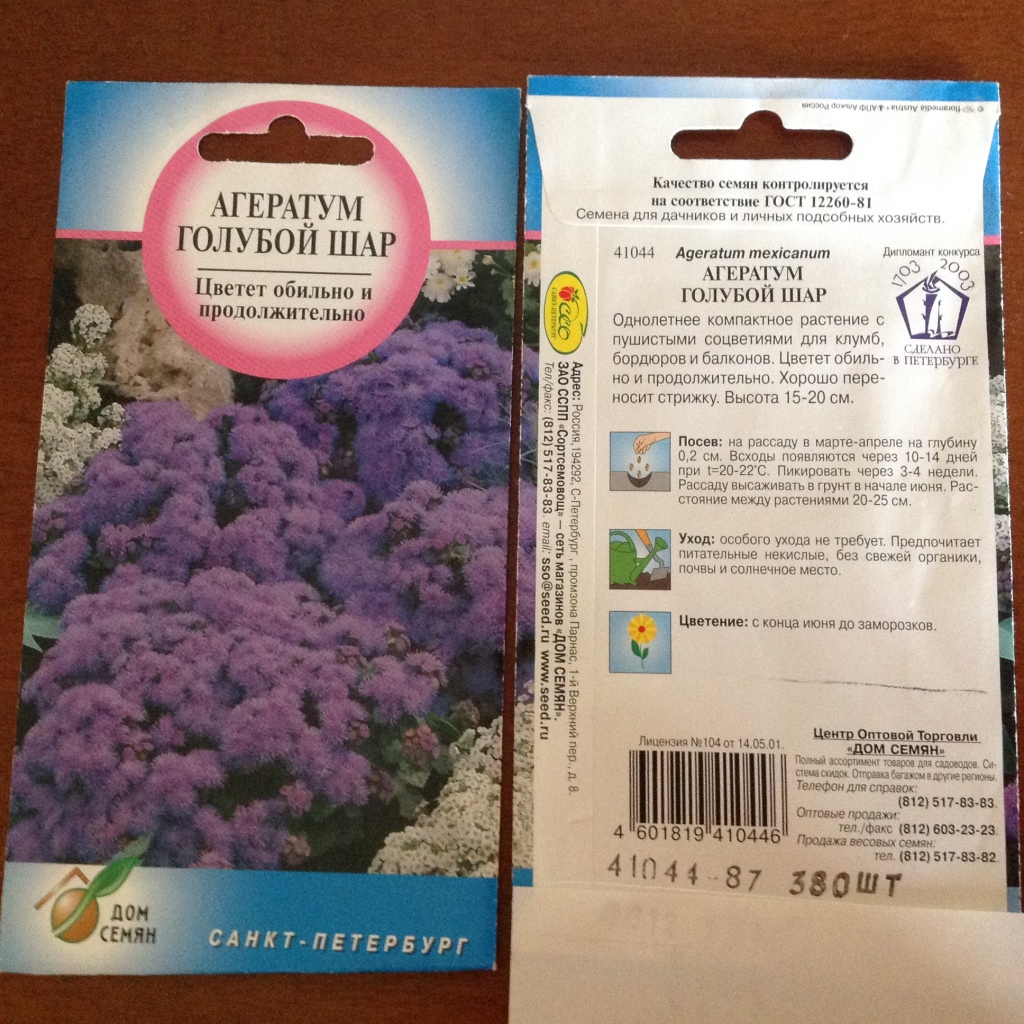 АГЕРАТУМ
ГОЛУБОЙ ШАР
Цветет обильно и
продолжительно
ДОМ
СЕМЯН
САНКТ-ПЕТЕРБУРГ
Floramedia Austria + АПФ Алькор Россия
Качество семян контролируется
на соответствие ГОСТ 12260-81
Семена для дачников и личных подсобных хозяйств.
41044 Ageratum mexicanum
АГЕРАТУМ
ГОЛУБОЙ ШАР
Дипломант конкурса
1703 2003
СДЕЛАНО
В ПЕТЕРБУРГЕ
Однолетнее компактное растение с
пушистыми соцветиями для клумб,
бордюров и балконов. Цветет обиль-
но и продолжительно. Хорошо пере-
носит стрижку. Высота 15-20 см.
Посев: на рассаду в марте-апреле на глубину
0,2 см. Всходы появляются через 10-14 дней
при t=20-22°С. Пикировать через 3-4 недели.
Рассаду высаживать в грунт в начале июня. Рас-
стояние между растениями 20-25 см.
Уход: особого ухода не требует. Предпочитает
питательные некислые, без свежей органики,
почвы и солнечное место.
Цветение: с конца июня до заморозков.
Адрес: Россия,194292, С-Петербург, промзона Парнас, 1-й Верхний пер., д. 8.
ЗАО ССПП «Сортсемовощ» – сеть магазинов «ДОМ СЕМЯН».
Тел/факс: (812) 517-83-83. email: sso@seed.ru www.seed.ru
Лицензия №104 от 14.05.01.
4 601819 410446
Центр Оптовой Торговли
«ДОМ СЕМЯН»
Полный ассортимент товаров для садоводов. Си-
стема скидок. Отправка багажом в другие регионы.
Телефон для справок:
(812) 517-83-83.
Оптовые продажи:
тел./факс (812) 603-23-23.
Продажа весовых семян:
тел. (812) 517-83-82.
41044-87 380ШТ